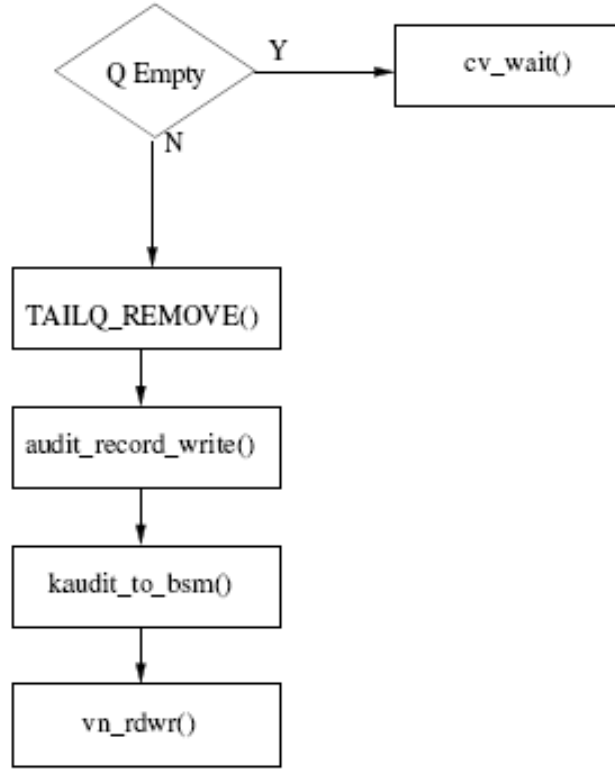 Q Empty
Y
cv_wait()
N
TAILQ_REMOVE()
audit_record_write()
kaudit_to_bsm()
vn_rdwr()